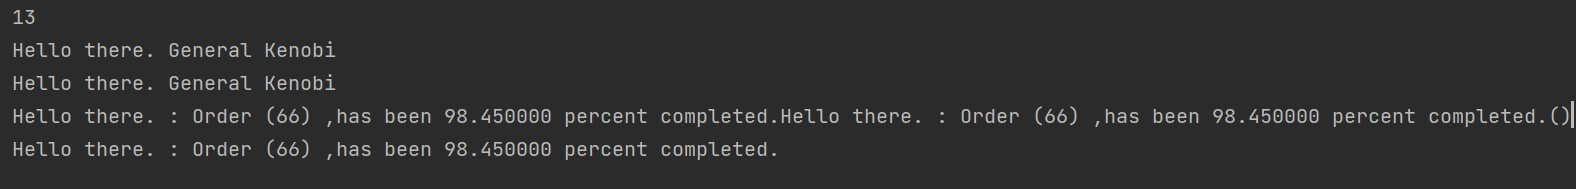 13
Hello there. General Kenobi
Hello there. General Kenobi
Hello there. : Order (66) ,has been 98.450000 percent completed.Hello there. : Order (66) ,has been 98.450000 percent completed.()
Hello there. : Order (66) ,has been 98.450000 percent completed.